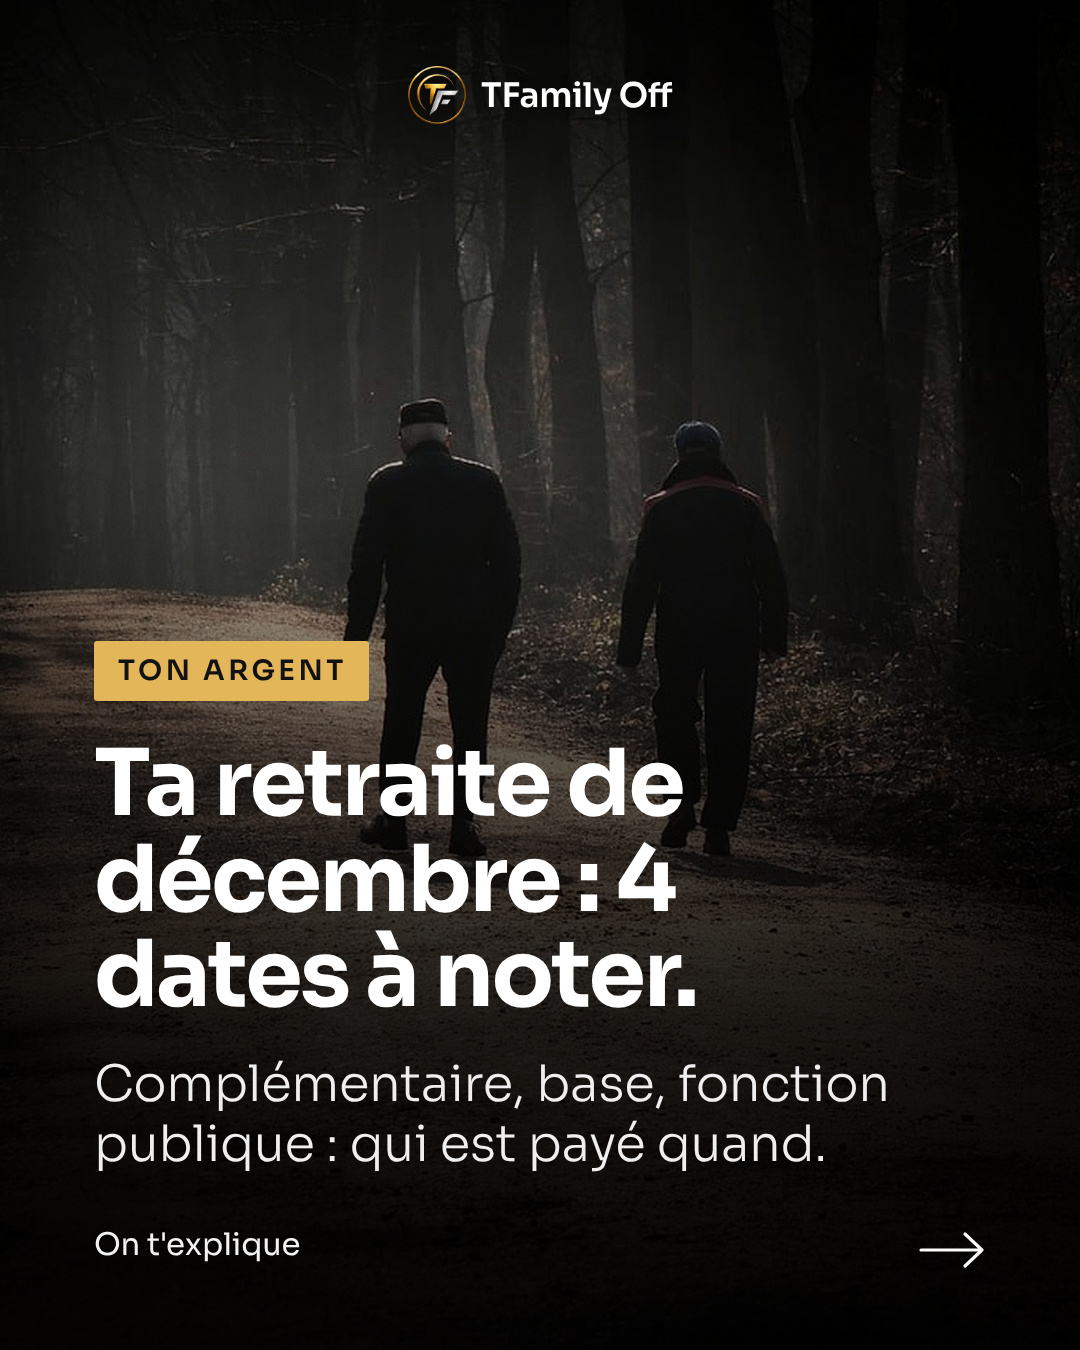 TF TFamily Off
TON ARGENT
Ta retraite de
décembre : 4
dates à noter.
Complémentaire, base, fonction
publique : qui est payé quand.
On t'explique